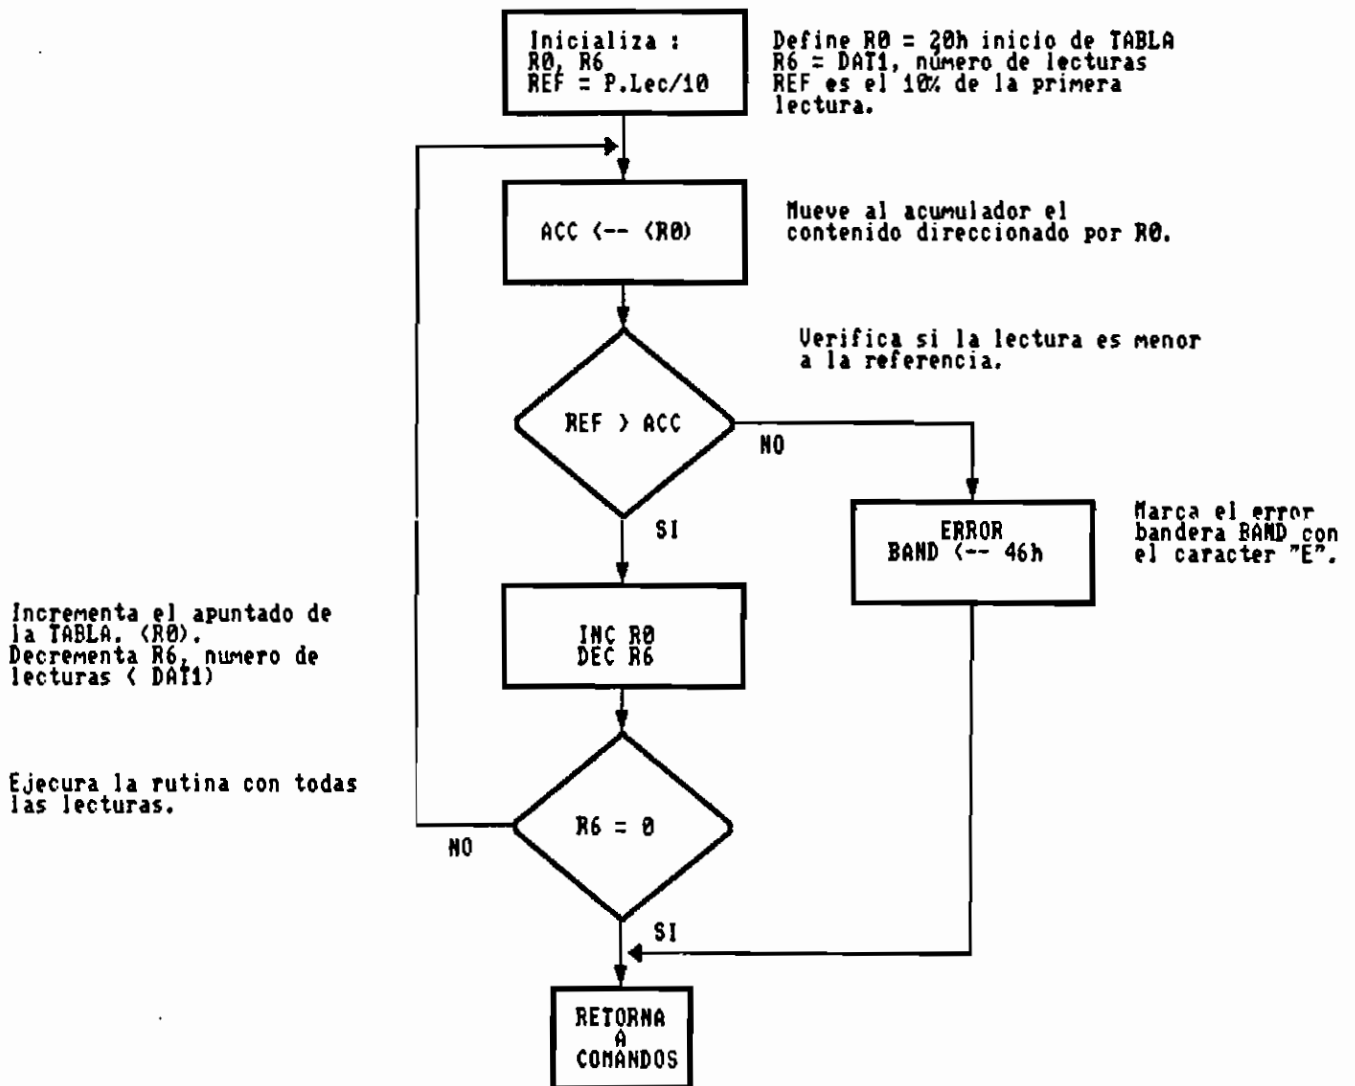 Inicializa :
R0, R6
REF = P.Lec/10
Define R0 = 20h inicio de TABLA
R6 = DAT1, número de lecturas
REF es el 10% de la primera
lectura.
ACC <-- <R0>
Mueve al acumulador el
contenido direccionado por R0.
Verifica si la lectura es menor
a la referencia.
REF > ACC
NO
SI
ERROR
BAND <-- 46h
Marca el error
bandera BAND con
el caracter "E".
Incrementa el apuntado de
la TABLA. <R0>.
Decrementa R6, numero de
lecturas < DAT1)
INC R0
DEC R6
Ejecura la rutina con todas
las lecturas.
R6 = 0
NO
SI
RETORNA
A
COMANDOS